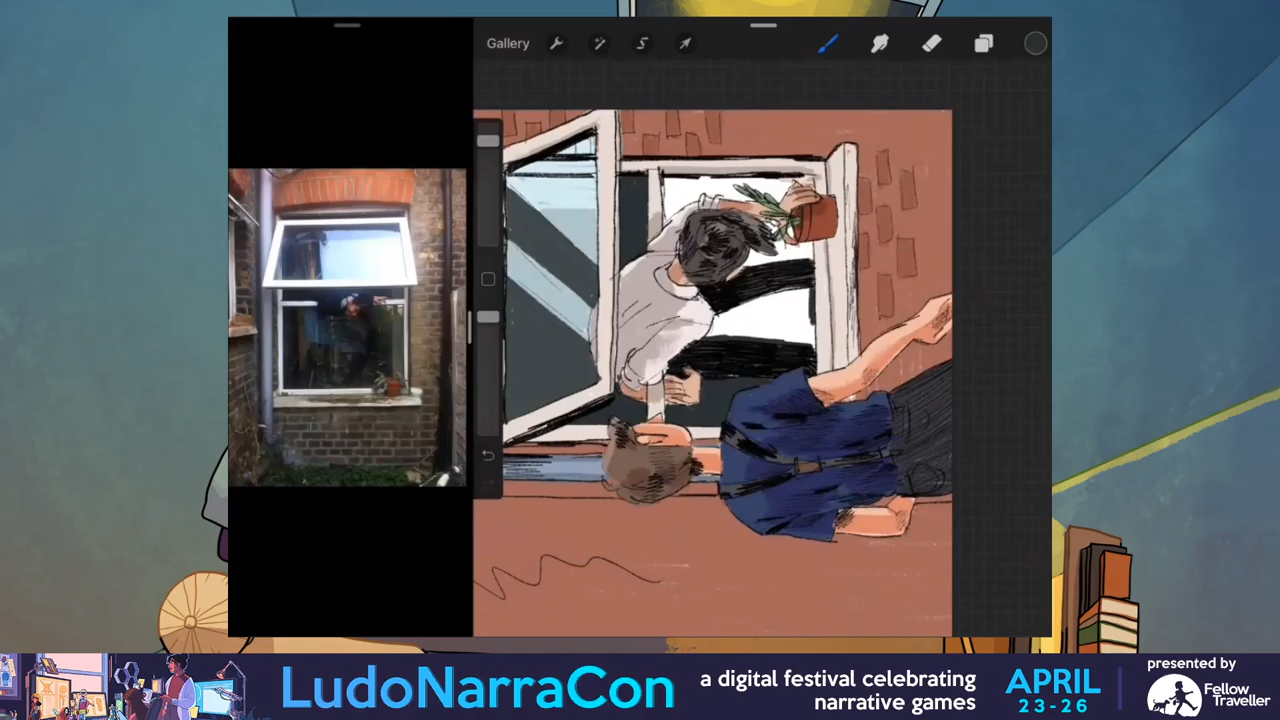 Gallery
LudoNarraCon
a digital festival celebrating
narrative games
APRIL
23-26
presented by
Fellow
Traveller